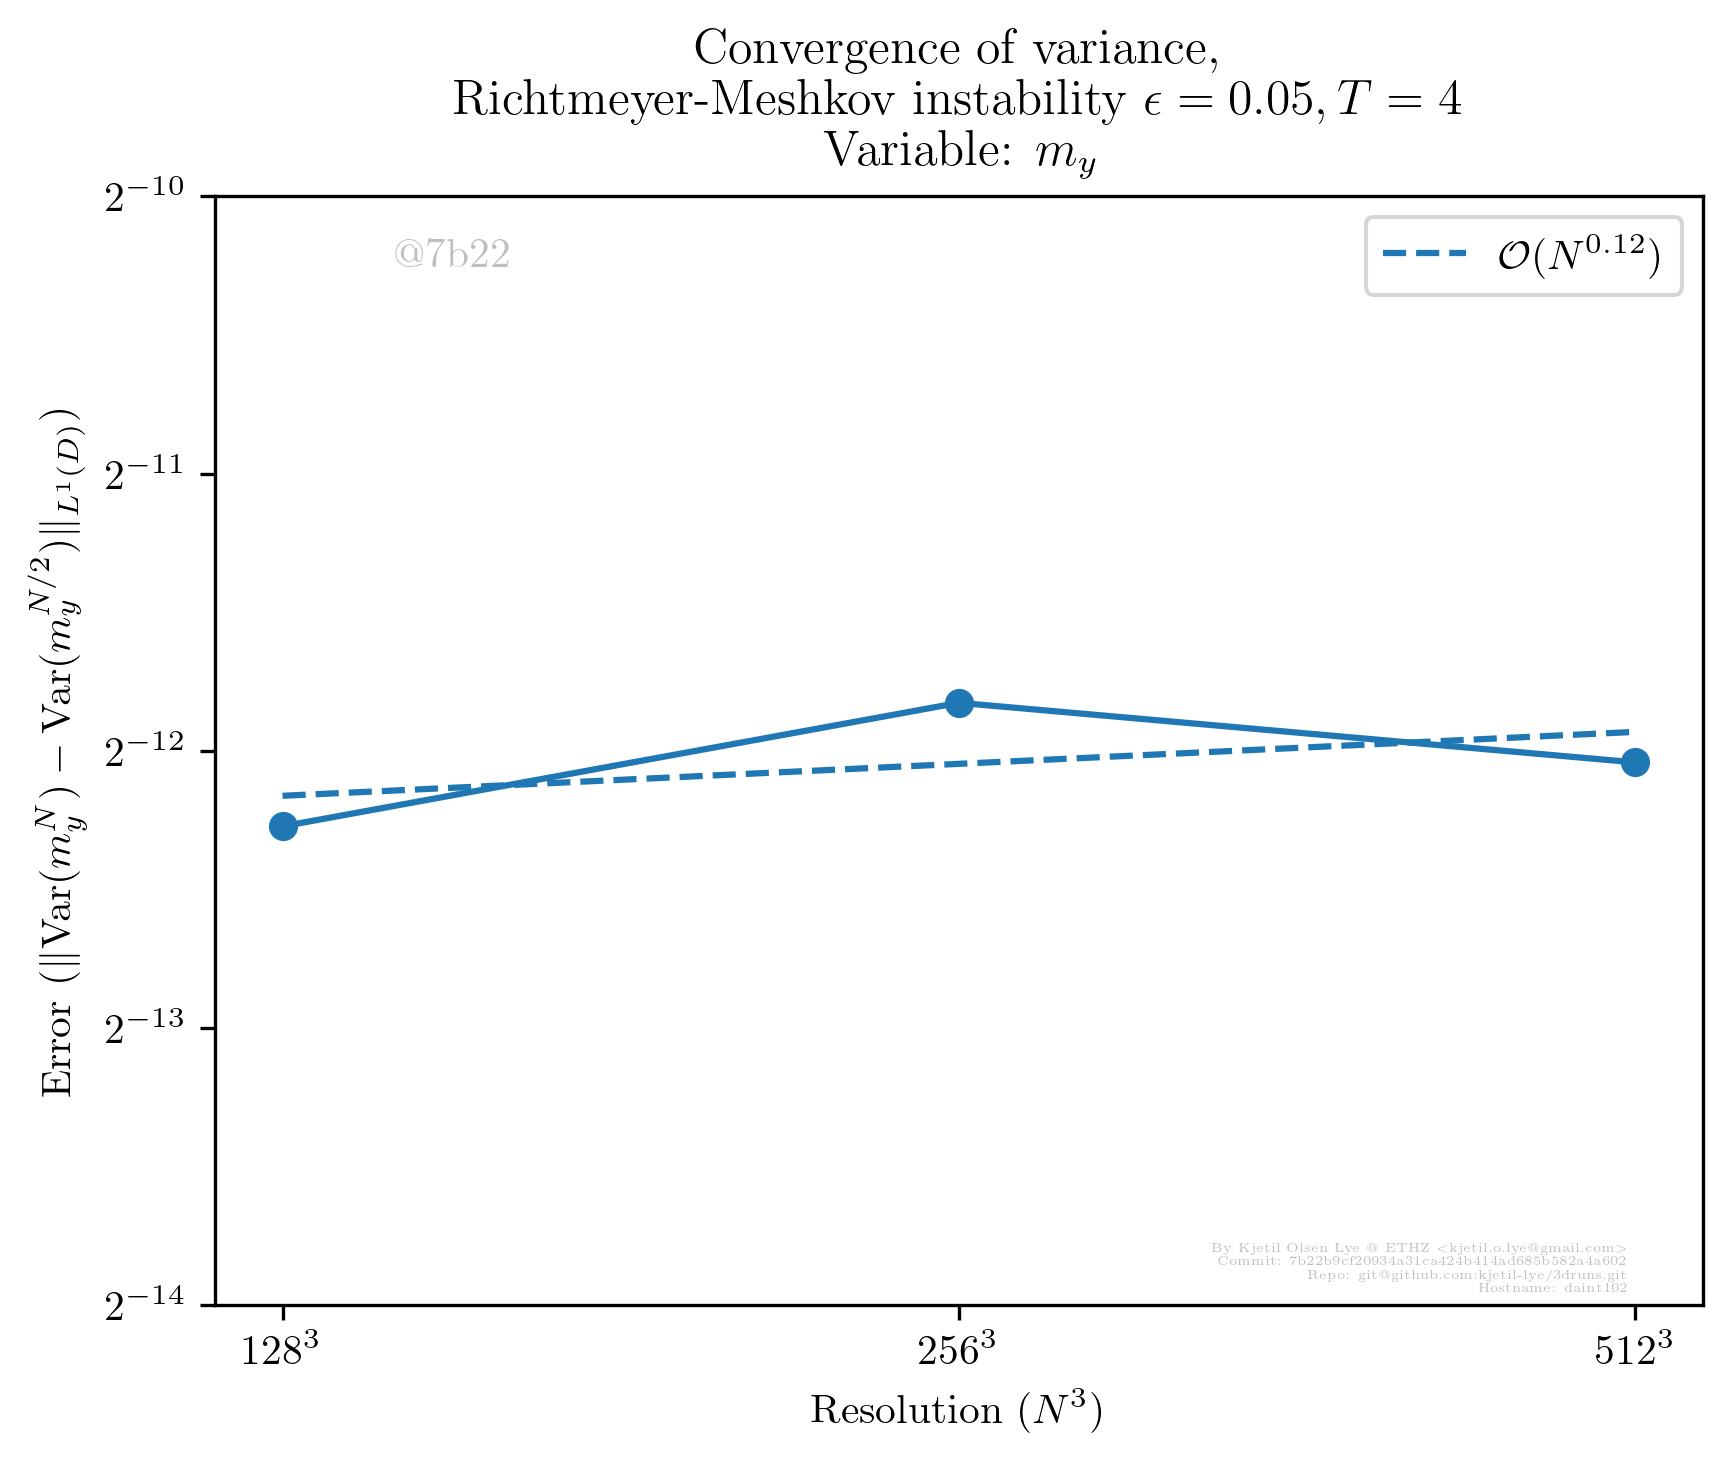 Convergence of variance,
Richtmeyer-Meshkov instability ϵ = 0.05, T = 4
Variable: m_y
@7b22
O(N^{0.12})
2^{-10}
2^{-11}
2^{-12}
2^{-13}
2^{-14}
Error (‖Var(m_y^N) − Var(m_y^{N/2})‖_{L^1(D)})
By Kjetil Olsen Lye @ ETHZ <kjetil.o.lye@gmail.com>
Commit: 7b22b9cf20934a31ca424b414ad685b582a4a602
Repo: git@github.com:kjetil-lye/3druns.git
Hostname: daint102
128^3 256^3 512^3
Resolution (N^3)